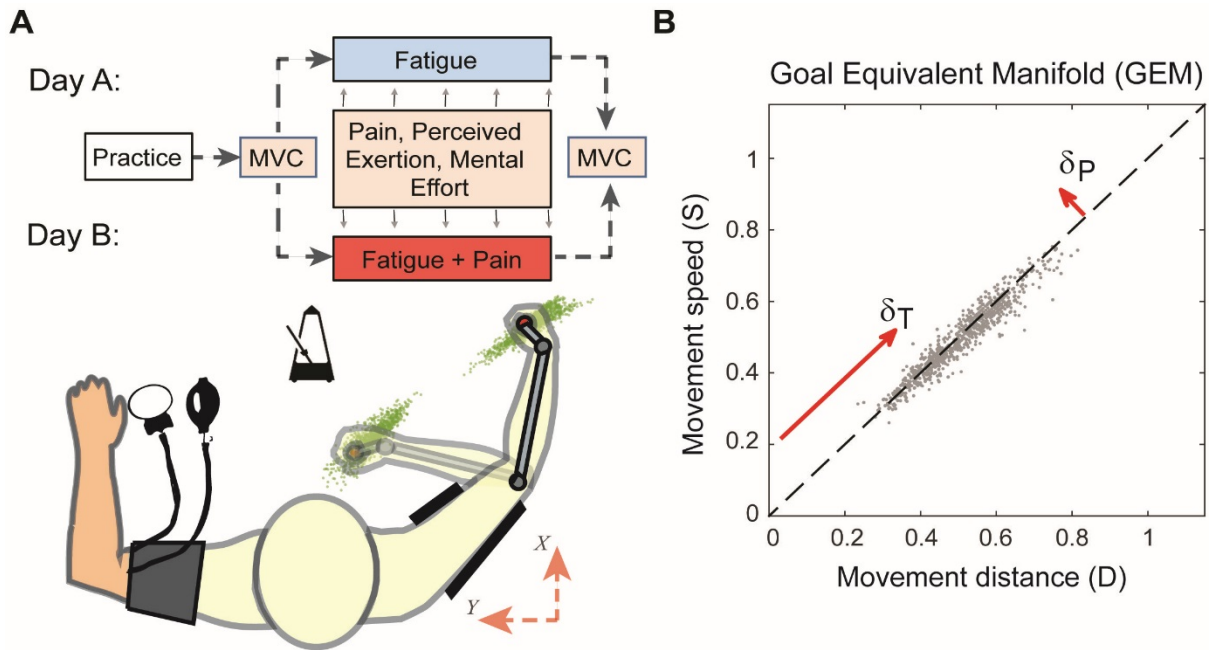 A
Day A:
Fatigue
Practice
MVC
Pain, Perceived
Exertion, Mental
Effort
MVC
Day B:
Fatigue + Pain
X
Y
B
Goal Equivalent Manifold (GEM)
Movement speed (S)
1
0.8
0.6
0.4
0.2
0
δT
δP
0 0.2 0.4 0.6 0.8 1
Movement distance (D)